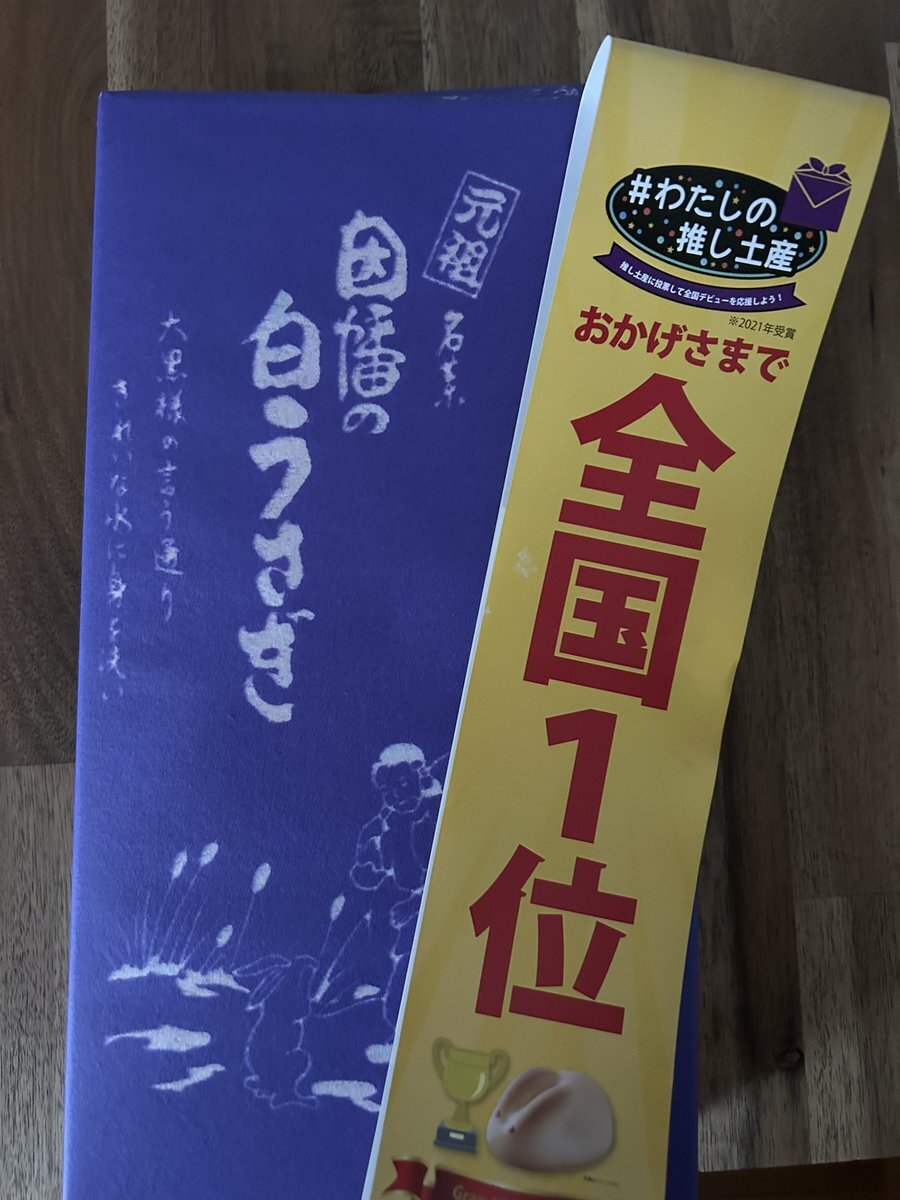 元祖
名菓
因幡の
白うさぎ
大黒様の言う通り
きれいな水に身を洗い
#わたしの
推し土産
推し土産に投票して全国デビューを応援しよう!
※2021年受賞
おかげさまで
全国1位